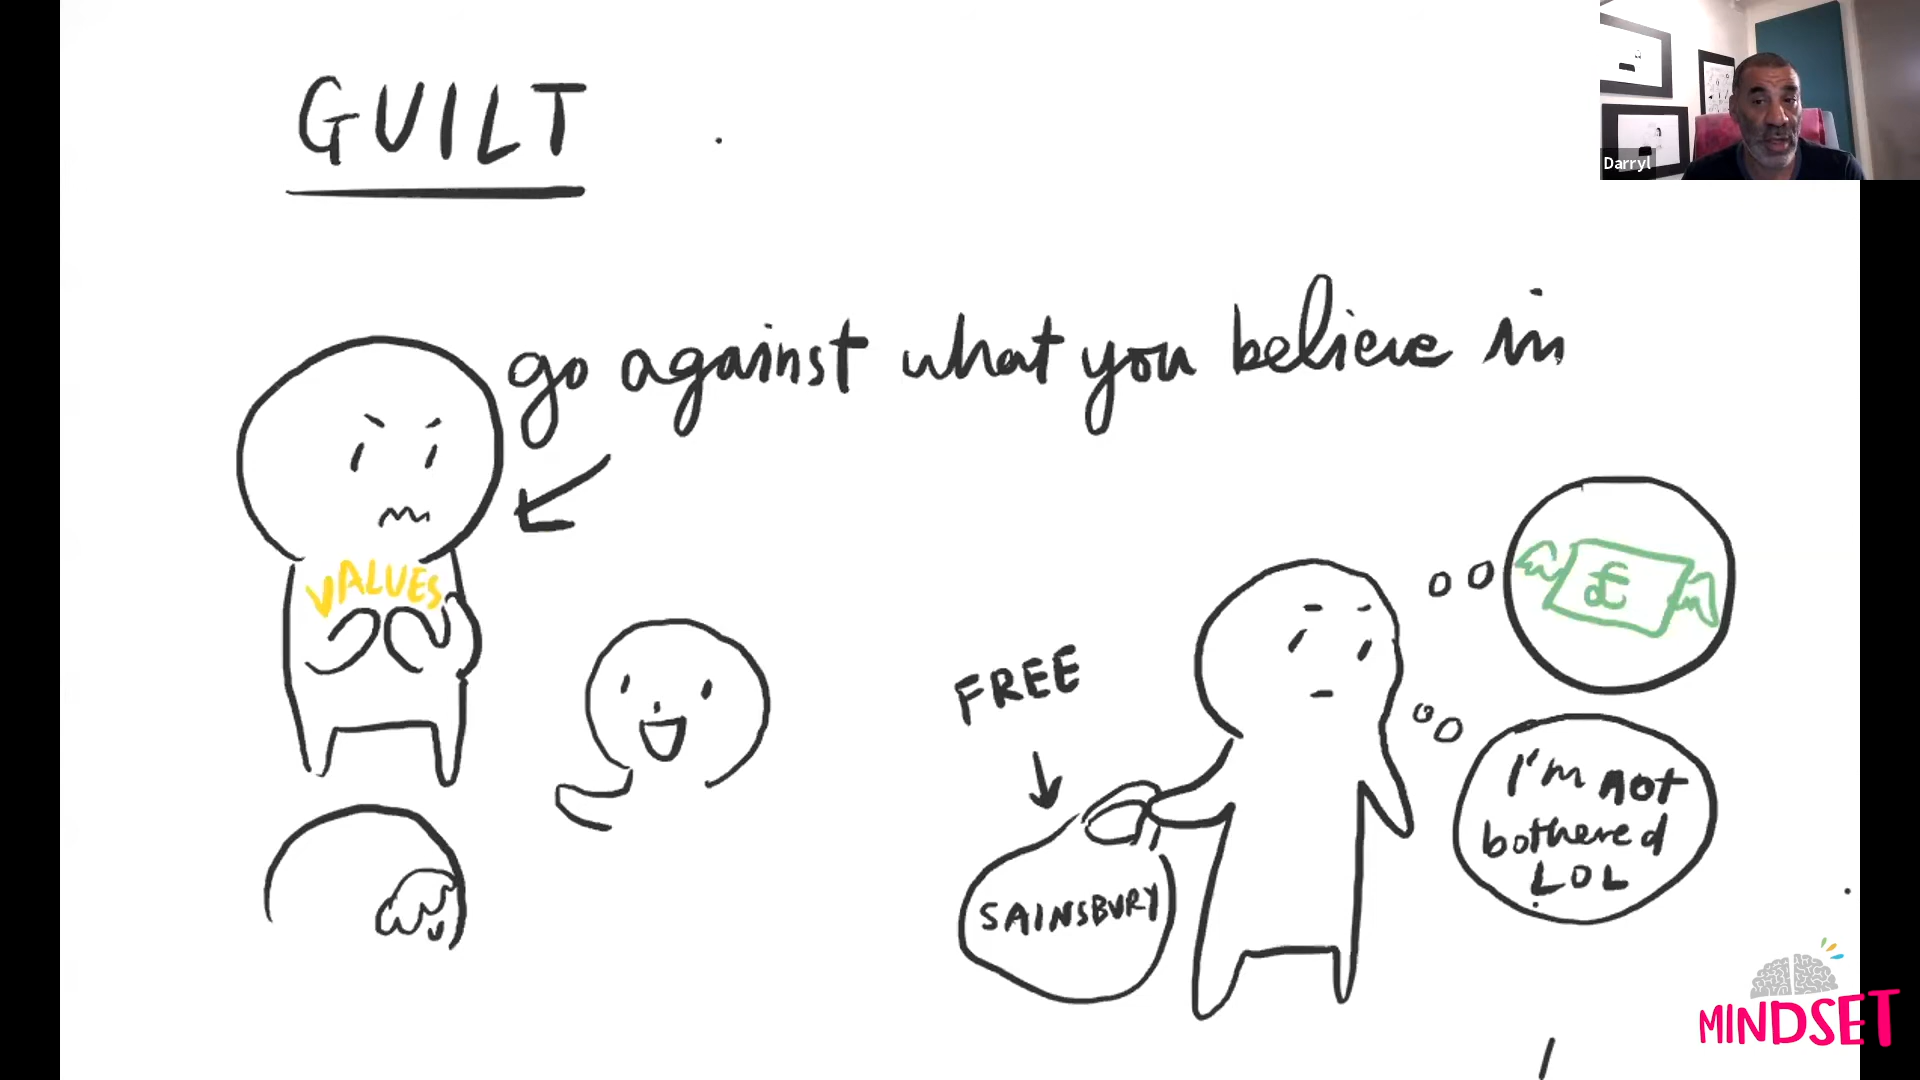 GUILT
Darryl
go against what you believe in
VALUES
£
FREE
I'm not
bothered
LOL
SAINSBURY
MINDSET